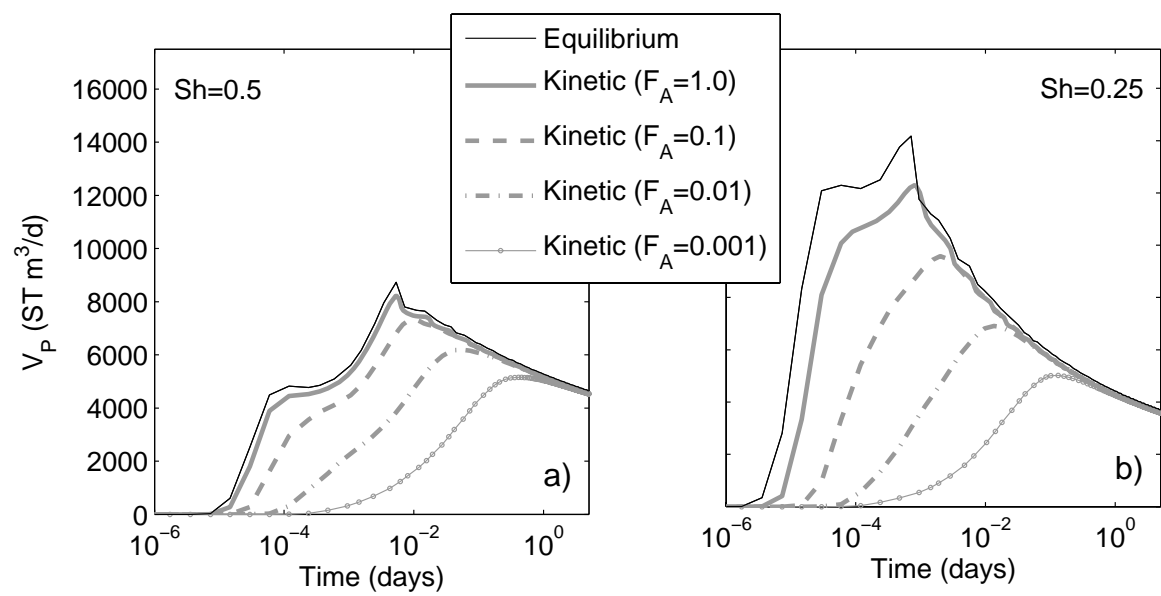 Equilibrium
Kinetic (F_A=1.0)
Kinetic (F_A=0.1)
Kinetic (F_A=0.01)
Kinetic (F_A=0.001)
Sh=0.5
16000
14000
12000
10000
8000
6000
4000
2000
0
V_P (ST m^3/d)
a)
10^-6
10^-4
10^-2
10^0
Time (days)
Sh=0.25
b)
10^-6
10^-4
10^-2
10^0
Time (days)